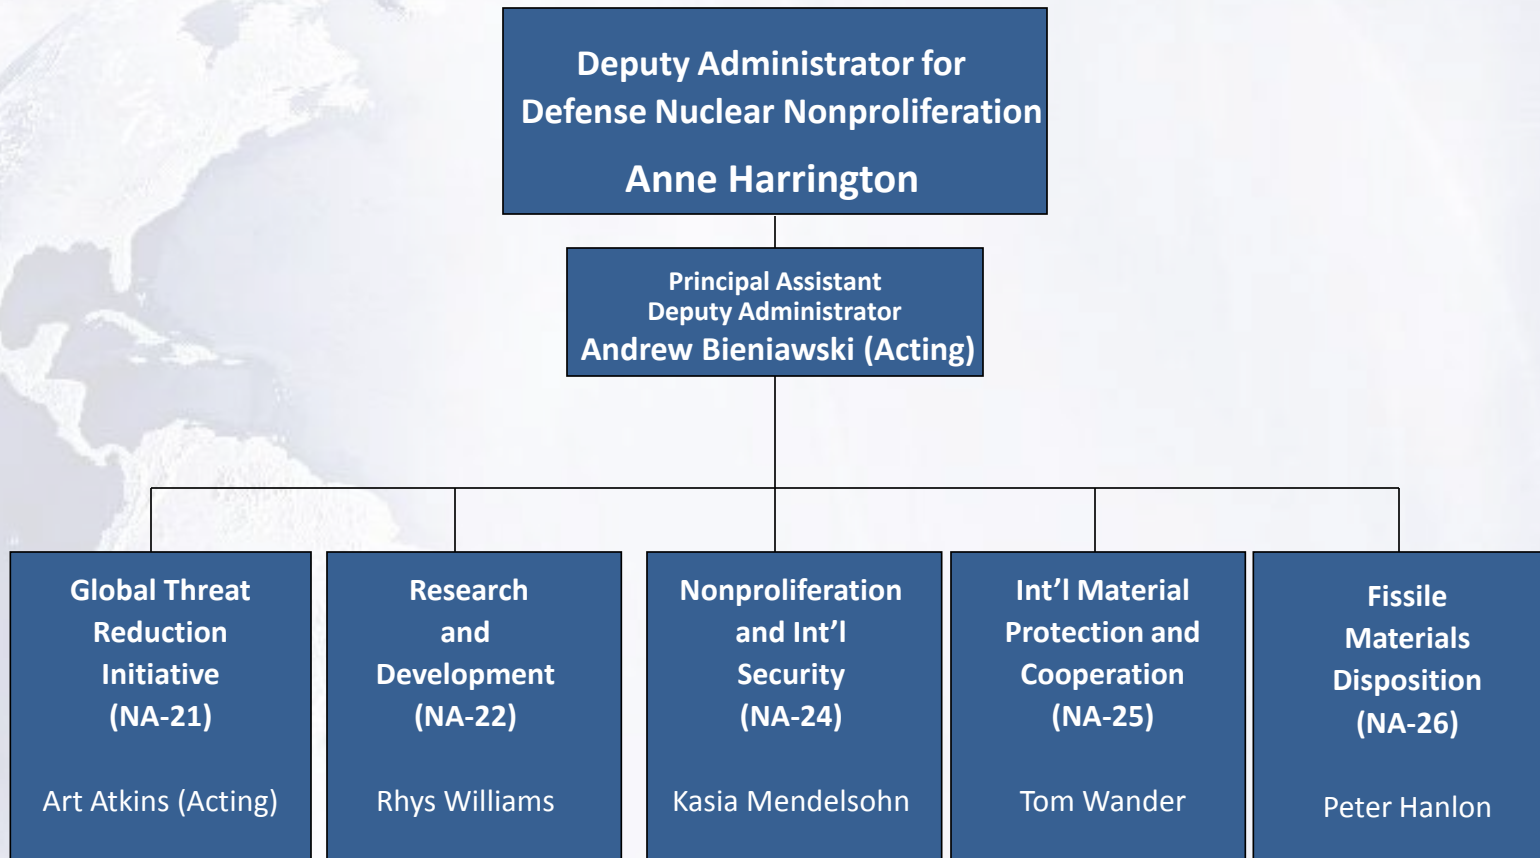 Deputy Administrator for
Defense Nuclear Nonproliferation
Anne Harrington
Principal Assistant
Deputy Administrator
Andrew Bieniawski (Acting)
Global Threat
Reduction
Initiative
(NA-21)
Art Atkins (Acting)
Research
and
Development
(NA-22)
Rhys Williams
Nonproliferation
and Int’l
Security
(NA-24)
Kasia Mendelsohn
Int’l Material
Protection and
Cooperation
(NA-25)
Tom Wander
Fissile
Materials
Disposition
(NA-26)
Peter Hanlon